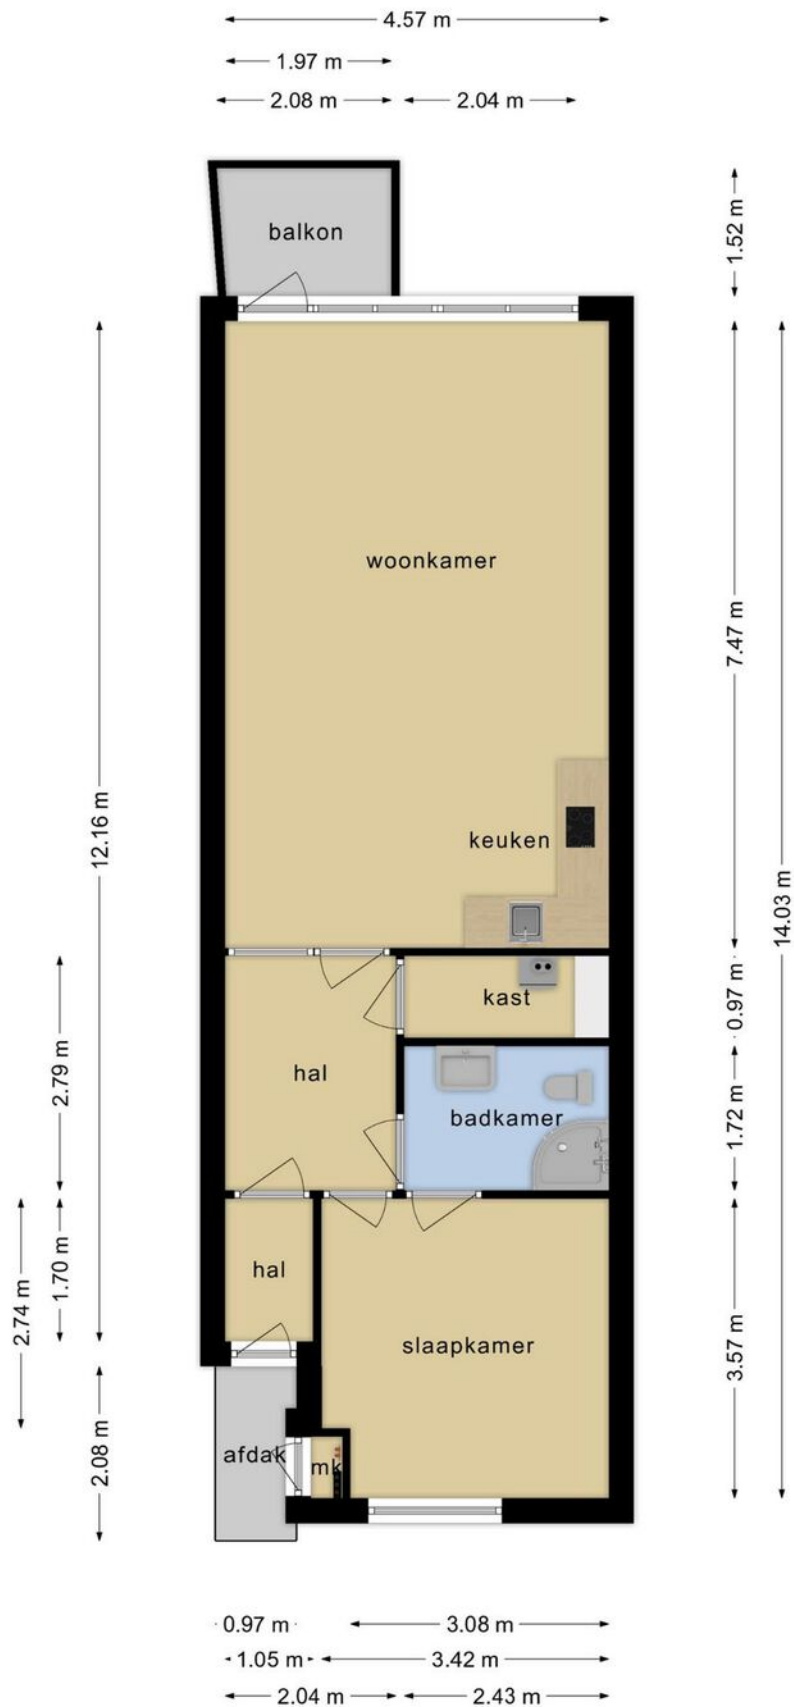 4.57 m
1.97 m
2.08 m
2.04 m
balkon
1.52 m
woonkamer
7.47 m
keuken
12.16 m
14.03 m
kast
0.97 m
hal
2.79 m
badkamer
1.72 m
hal
1.70 m
2.74 m
slaapkamer
3.57 m
afdak
mk
2.08 m
0.97 m
3.08 m
1.05 m
3.42 m
2.04 m
2.43 m